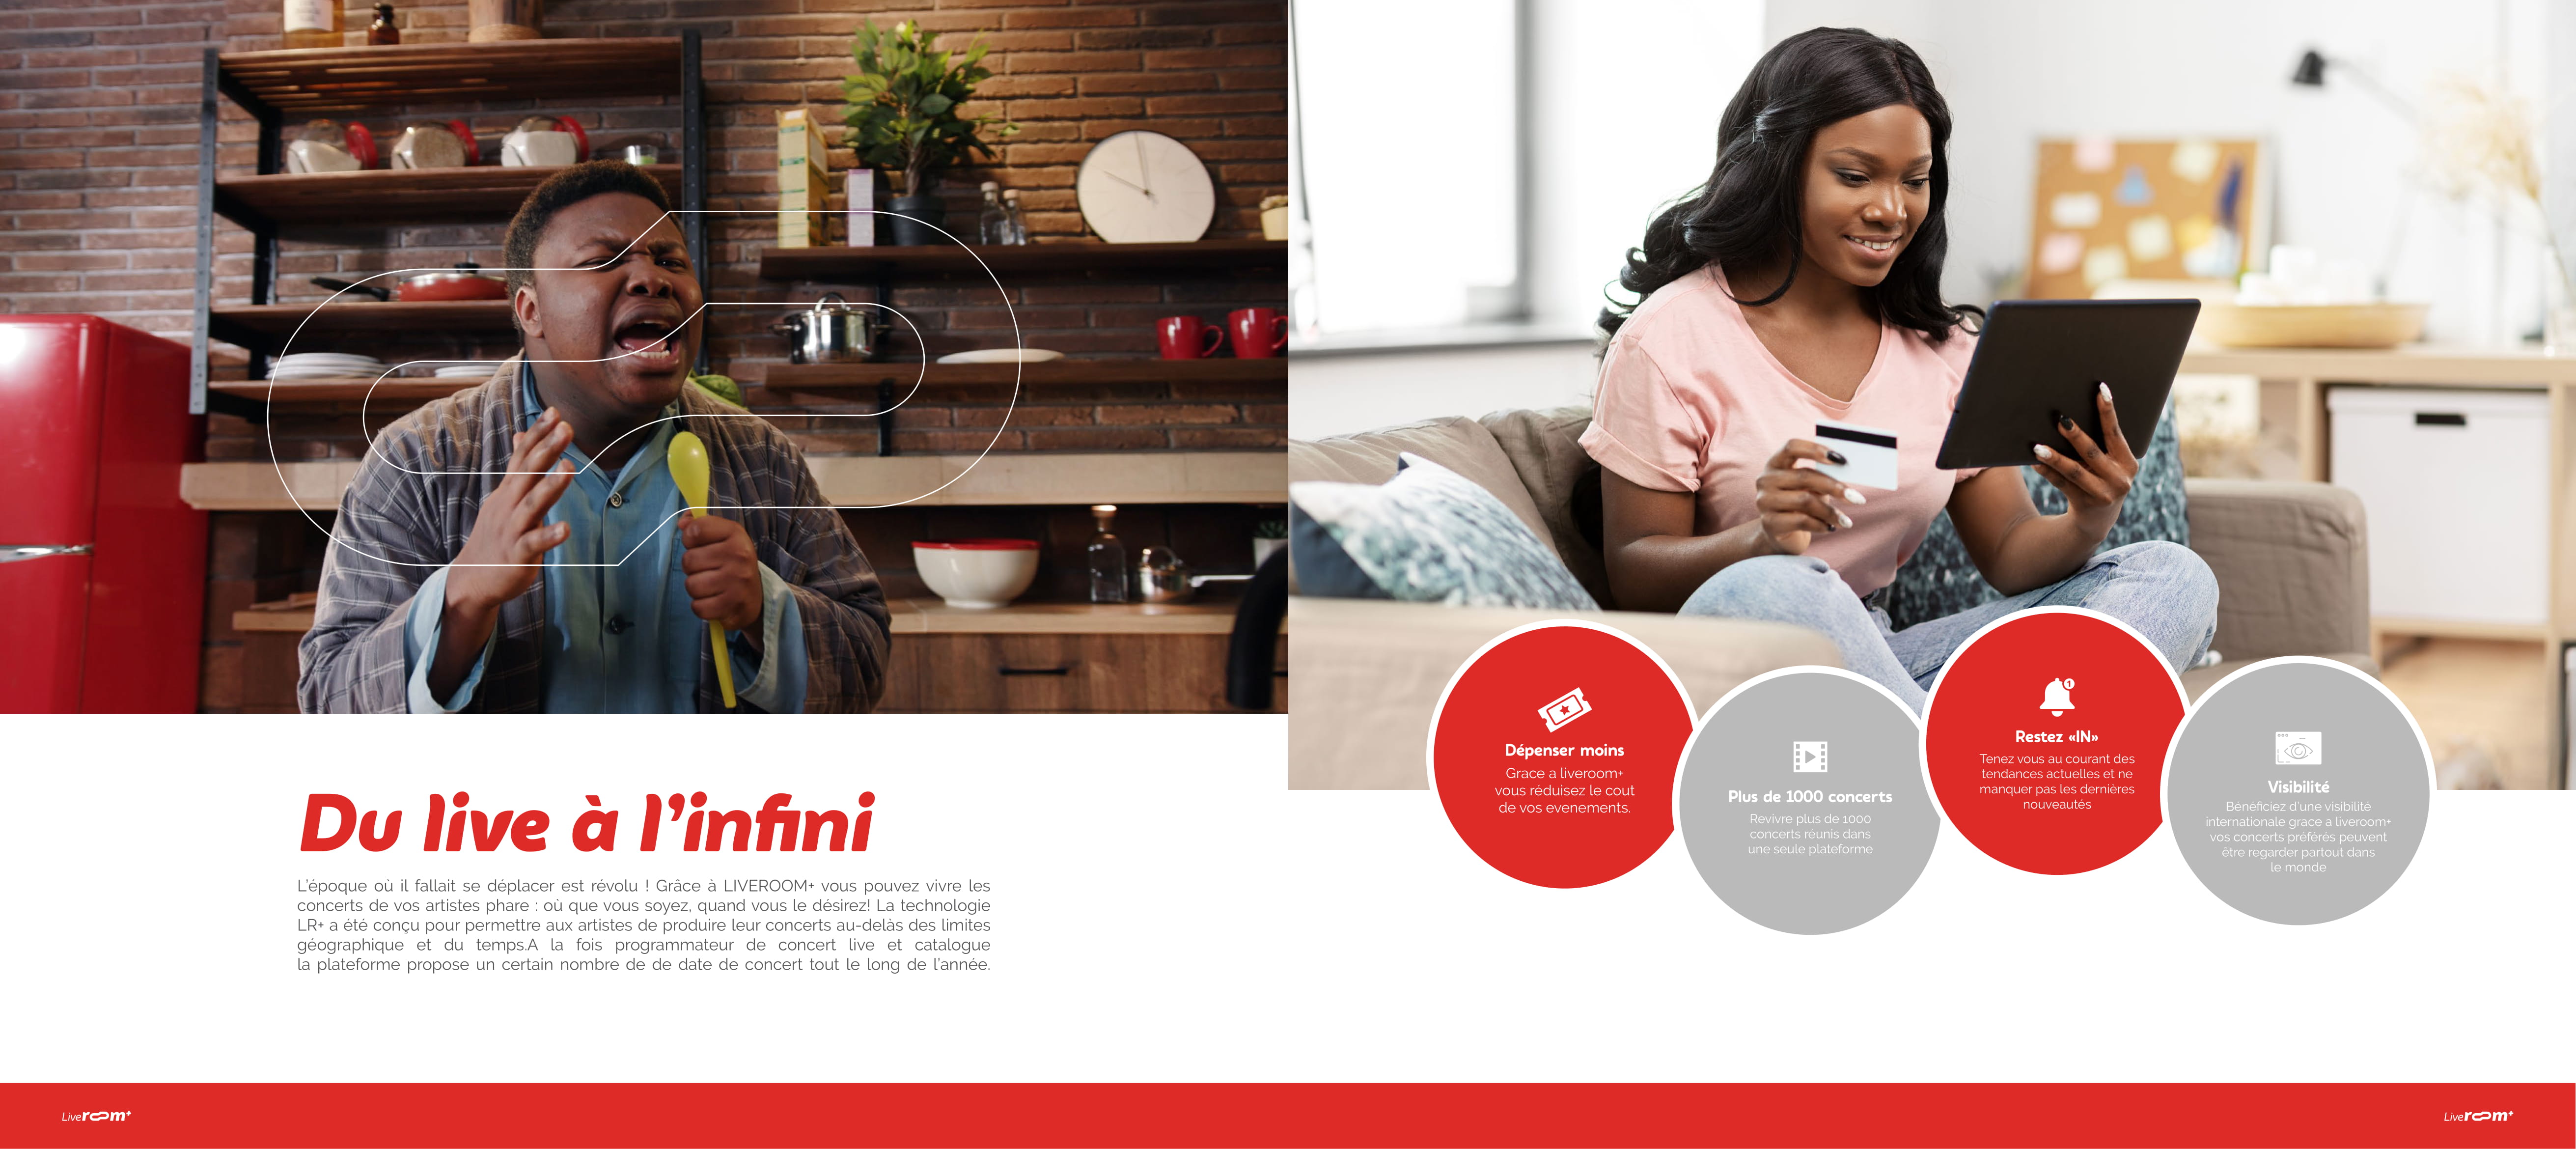 Du live à l'infini
L'époque où il fallait se déplacer est révolu ! Grâce à LIVEROOM+ vous pouvez vivre les
concerts de vos artistes phare : où que vous soyez, quand vous le désirez! La technologie
LR+ a été conçu pour permettre aux artistes de produire leur concerts au-delàs des limites
géographique et du temps.A la fois programmateur de concert live et catalogue
la plateforme propose un certain nombre de de date de concert tout le long de l'année.
Dépenser moins
Grace a liveroom+
vous réduisez le cout
de vos evenements.
Plus de 1000 concerts
Revivre plus de 1000
concerts réunis dans
une seule plateforme
1
Restez «IN»
Tenez vous au courant des
tendances actuelles et ne
manquer pas les dernières
nouveautés
Visibilité
Bénéficiez d'une visibilité
internationale grace a liveroom+
vos concerts préférés peuvent
être regarder partout dans
le monde
Liveroom+
Liveroom+